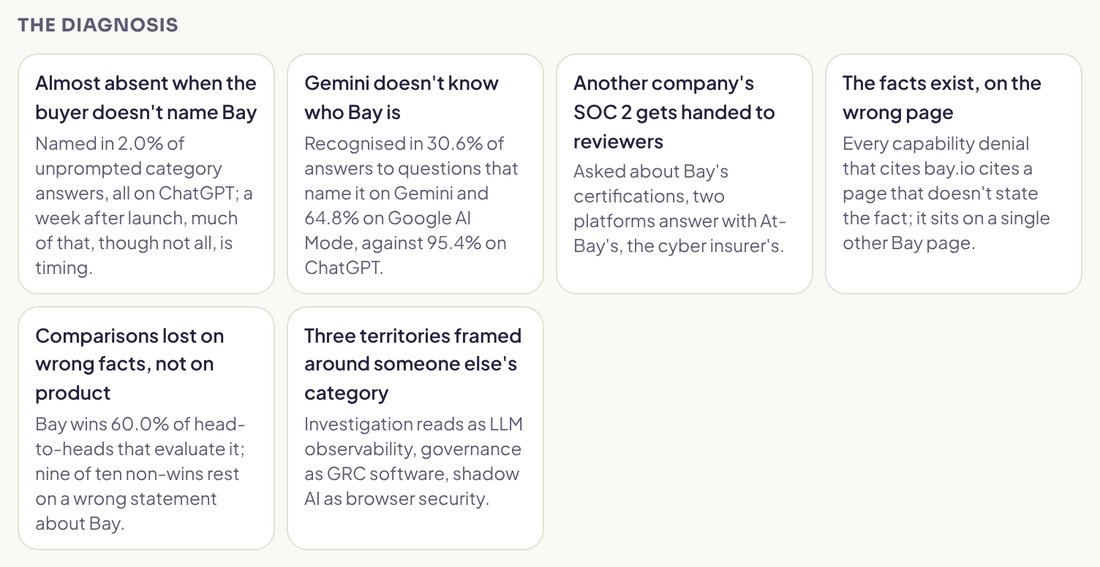 THE DIAGNOSIS
Almost absent when the
buyer doesn't name Bay
Named in 2.0% of
unprompted category
answers, all on ChatGPT; a
week after launch, much
of that, though not all, is
timing.
Gemini doesn't know
who Bay is
Recognised in 30.6% of
answers to questions that
name it on Gemini and
64.8% on Google AI
Mode, against 95.4% on
ChatGPT.
Another company's
SOC 2 gets handed to
reviewers
Asked about Bay's
certifications, two
platforms answer with At-
Bay's, the cyber insurer's.
The facts exist, on the
wrong page
Every capability denial
that cites bay.io cites a
page that doesn't state
the fact; it sits on a single
other Bay page.
Comparisons lost on
wrong facts, not on
product
Bay wins 60.0% of head-
to-heads that evaluate it;
nine of ten non-wins rest
on a wrong statement
about Bay.
Three territories framed
around someone else's
category
Investigation reads as LLM
observability, governance
as GRC software, shadow
AI as browser security.